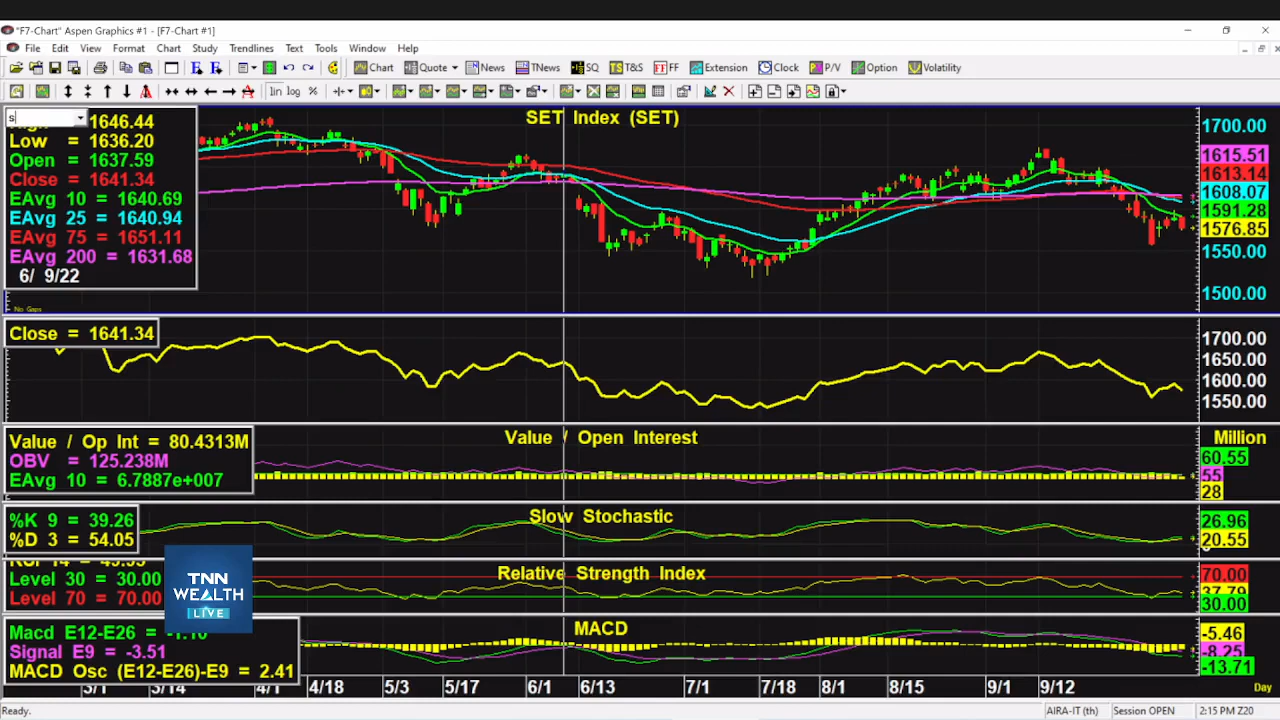 "F7-Chart" Aspen Graphics #1 - [F7-Chart #1]
File Edit View Format Chart Study Trendlines Text Tools Window Help
Chart Quote News TNews SQ T&S FF Extension Clock P/V Option Volatility
lin log %
s
High 1646.44
Low = 1636.20
Open = 1637.59
Close = 1641.34
EAvg 10 = 1640.69
EAvg 25 = 1640.94
EAvg 75 = 1651.11
EAvg 200 = 1631.68
6/ 9/22
No Gaps
SET Index (SET)
1700.00
1615.51
1613.14
1608.07
1591.28
1576.85
1550.00
1500.00
Close = 1641.34
1700.00
1650.00
1600.00
1550.00
Value / Op Int = 80.4313M
OBV = 125.238M
EAvg 10 = 6.7887e+007
Value / Open Interest
Million
60.55
55
28
%K 9 = 39.26
%D 3 = 54.05
Slow Stochastic
26.96
20.55
Level 30 = 30.00
Level 70 = 70.00
Relative Strength Index
70.00
37.79
30.00
TNN
WEALTH
LIVE
Macd E12-E26 = -1.10
Signal E9 = -3.51
MACD Osc (E12-E26)-E9 = 2.41
MACD
-5.46
-8.25
-13.71
3/1 3/14 4/1 4/18 5/3 5/17 6/1 6/13 7/1 7/18 8/1 8/15 9/1 9/12 Day
Ready. AIRA-IT (th) Session OPEN 2:15 PM Z20